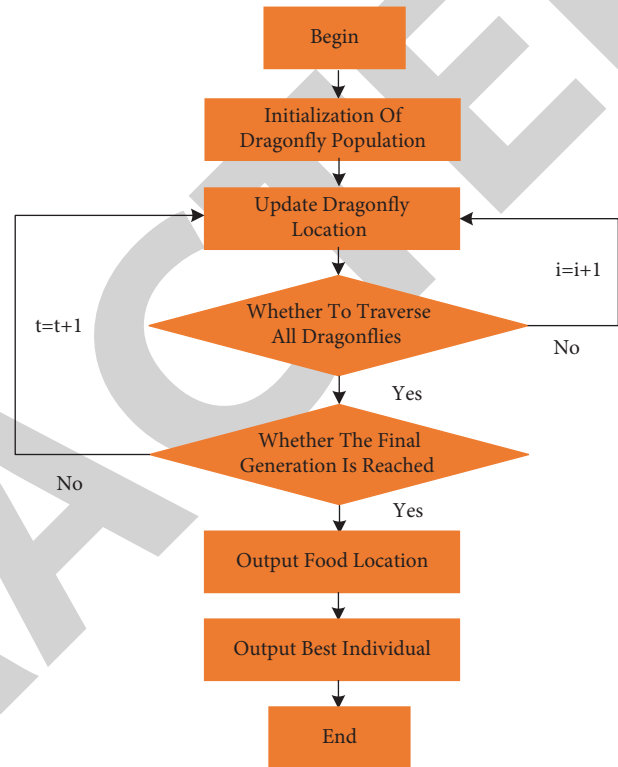 Begin
Initialization Of
Dragonfly Population
Update Dragonfly
Location
i=i+1
t=t+1
Whether To Traverse
All Dragonflies
No
Yes
Whether The Final
Generation Is Reached
No
Yes
Output Food Location
Output Best Individual
End